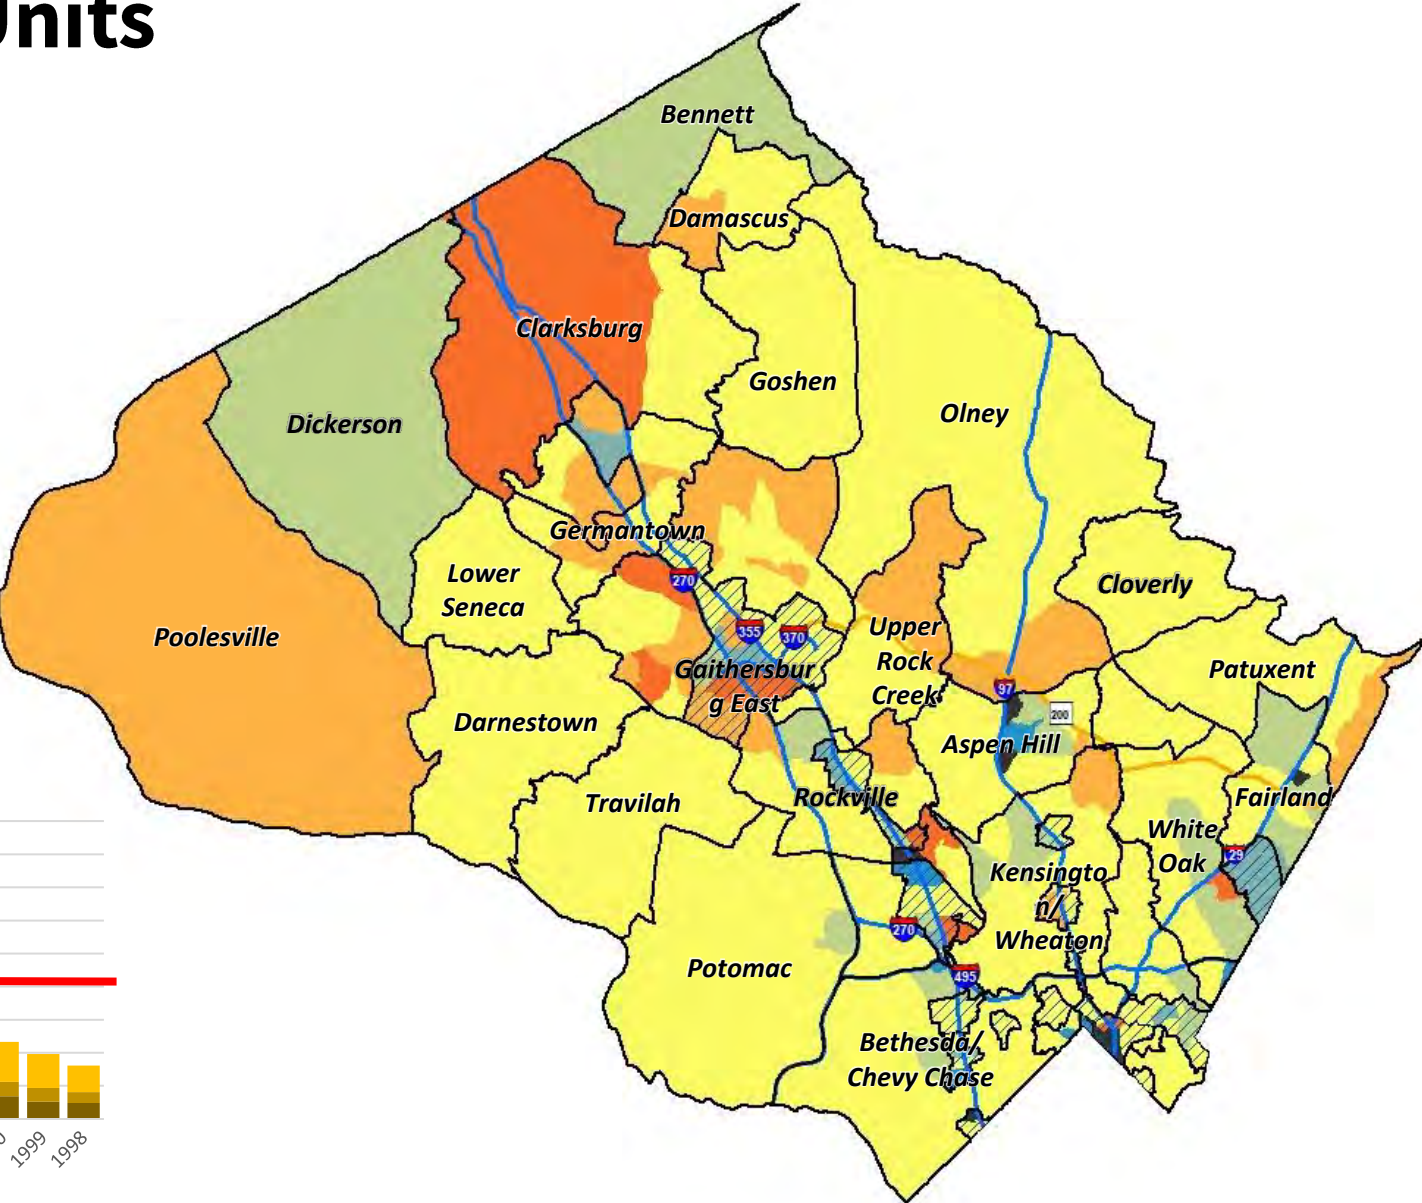 Units
Bennett
Damascus
Clarksburg
Goshen
Olney
Dickerson
Germantown
Lower
Seneca
270
Cloverly
Poolesville
355
370
Upper
Rock
Creek
Gaithersbur
g East
Patuxent
97
200
Darnestown
Aspen Hill
Travilah
Rockville
Fairland
White
Oak
29
Kensingto
n/
Wheaton
270
Potomac
495
Bethesda/
Chevy Chase
1999
1998